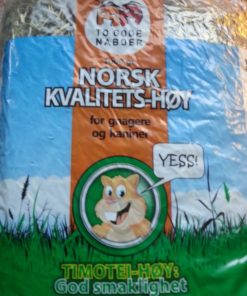 TO GODE
NABOER
NORSK
KVALITETS-HØY
for gnagere
og kaniner
YESS!
TIMOTEI-HØY:
God smaklighet